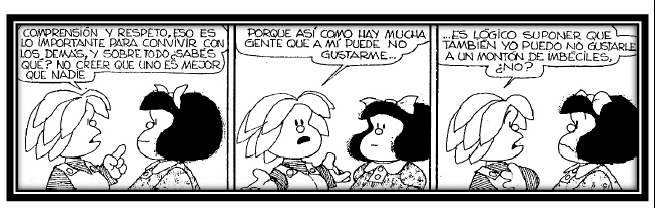 COMPRENSIÓN Y RESPETO, ESO ES
LO IMPORTANTE PARA CONVIVIR CON
LOS DEMÁS, Y SOBRE TODO, ¿SABES
QUÉ? NO CREER QUE UNO ES MEJOR
QUE NADIE
PORQUE ASÍ COMO HAY MUCHA
GENTE QUE A MÍ PUEDE NO
GUSTARME...
...ES LÓGICO SUPONER QUE
TAMBIÉN YO PUEDO NO GUSTARLE
A UN MONTÓN DE IMBÉCILES,
¿NO?